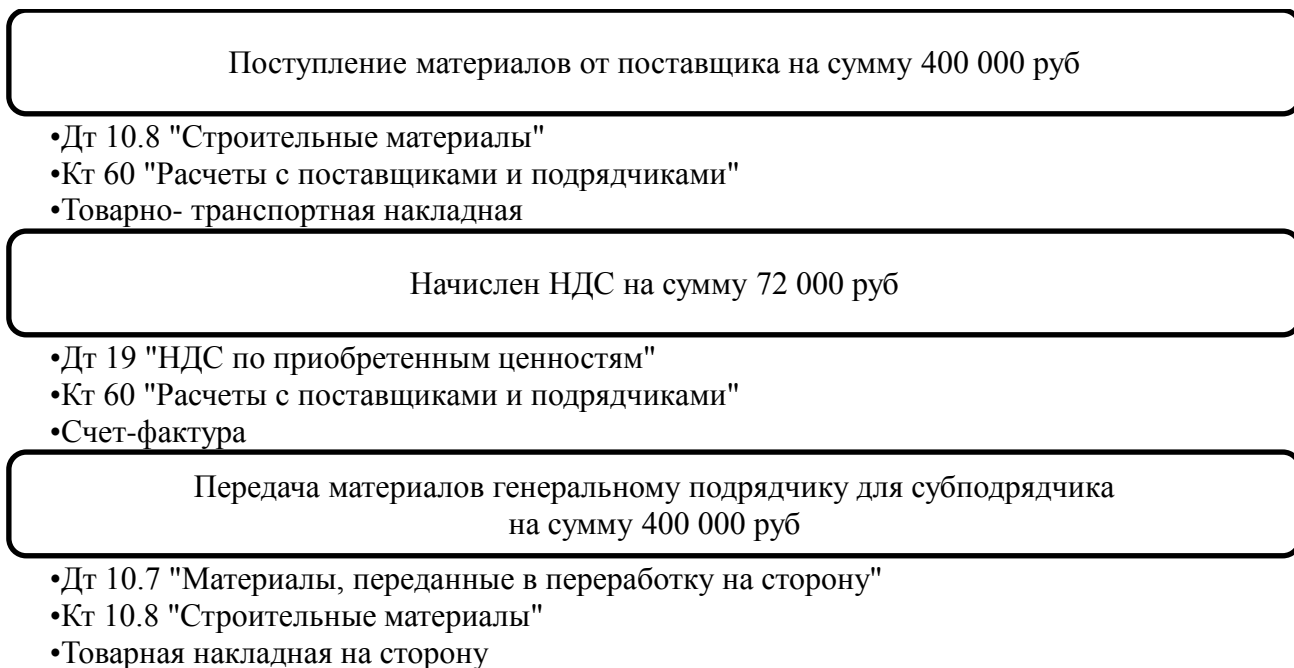 Поступление материалов от поставщика на сумму 400 000 руб
•Дт 10.8 "Строительные материалы"
•Кт 60 "Расчеты с поставщиками и подрядчиками"
•Товарно- транспортная накладная
Начислен НДС на сумму 72 000 руб
•Дт 19 "НДС по приобретенным ценностям"
•Кт 60 "Расчеты с поставщиками и подрядчиками"
•Счет-фактура
Передача материалов генеральному подрядчику для субподрядчика
на сумму 400 000 руб
•Дт 10.7 "Материалы, переданные в переработку на сторону"
•Кт 10.8 "Строительные материалы"
•Товарная накладная на сторону